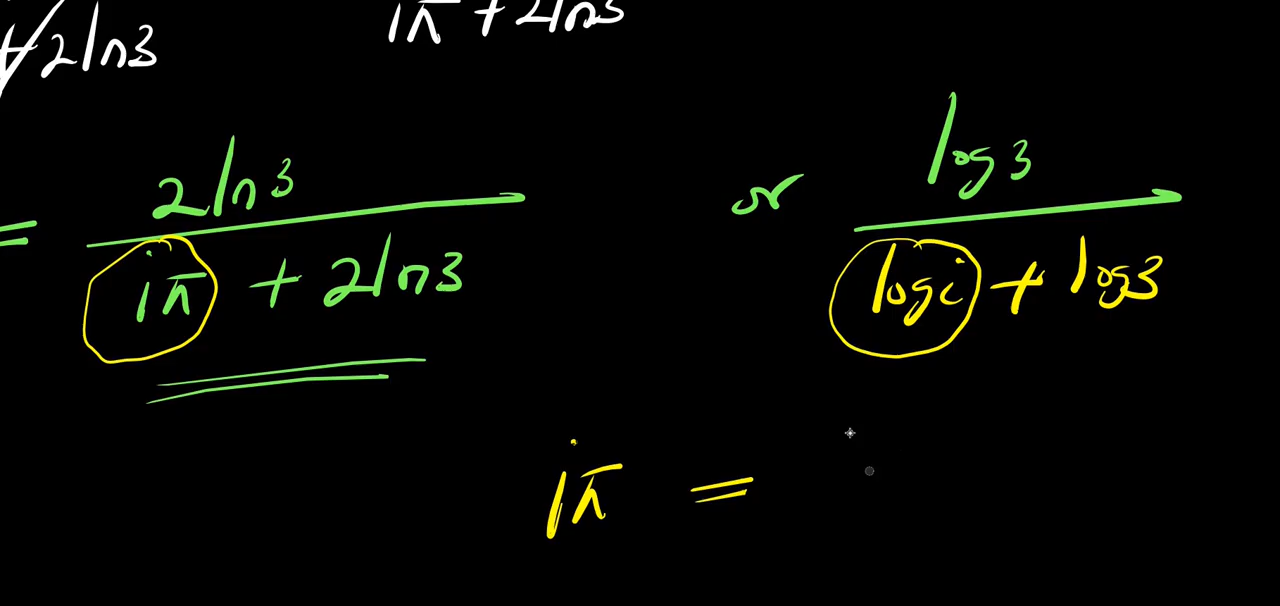 +2ln3
iπ + 2ln3
= 2ln3 or log3
iπ + 2ln3 logi + log3
iπ =